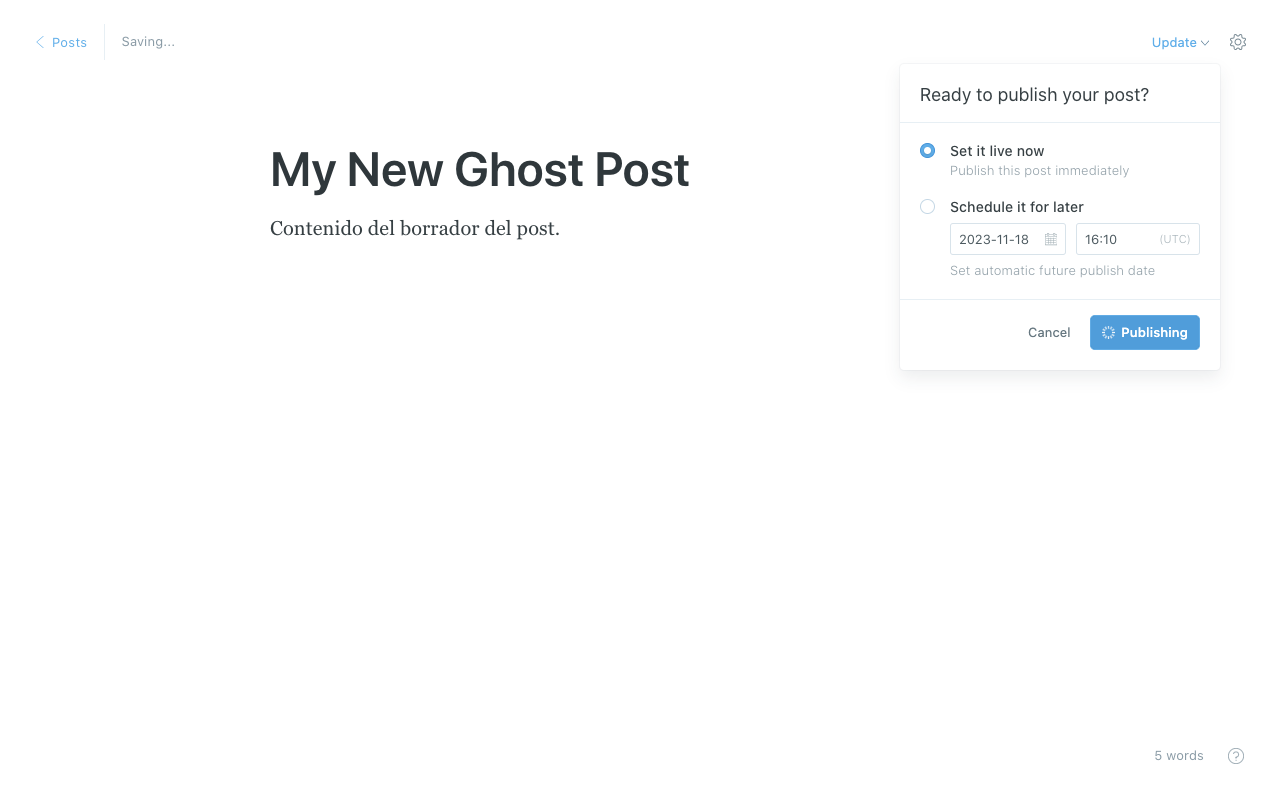 Posts
Saving...
Update
Ready to publish your post?
My New Ghost Post
Contenido del borrador del post.
Set it live now
Publish this post immediately
Schedule it for later
2023-11-18 16:10 (UTC)
Set automatic future publish date
Cancel Publishing
5 words ?